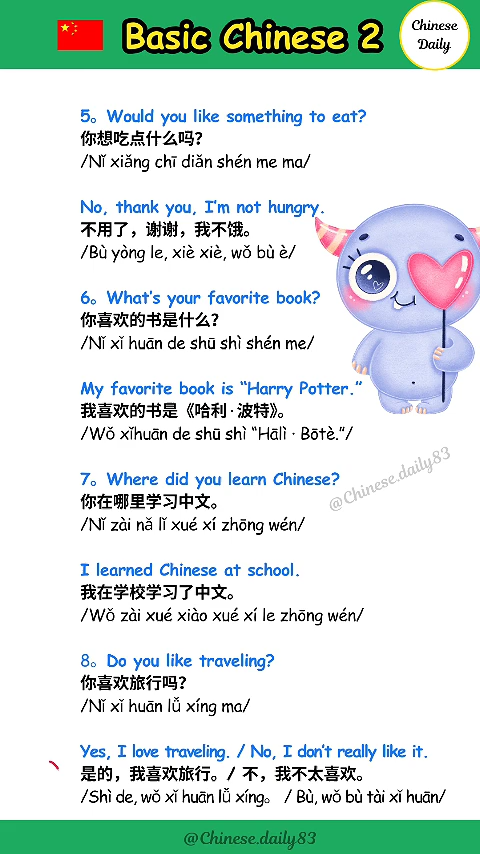 Basic Chinese 2
Chinese
Daily
5。Would you like something to eat?
你想吃点什么吗?
/Nǐ xiǎng chī diǎn shén me ma/
No, thank you, I'm not hungry.
不用了，谢谢，我不饿。
/Bù yòng le, xiè xiè, wǒ bù è/
6。What's your favorite book?
你喜欢的书是什么?
/Nǐ xǐ huān de shū shì shén me/
My favorite book is “Harry Potter.”
我喜欢的书是《哈利·波特》。
/Wǒ xǐhuān de shū shì “Hālì · Bōtè.”/
@Chinese.daily83
7。Where did you learn Chinese?
你在哪里学习中文。
/Nǐ zài nǎ lǐ xué xí zhōng wén/
I learned Chinese at school.
我在学校学习了中文。
/Wǒ zài xué xiào xué xí le zhōng wén/
8。Do you like traveling?
你喜欢旅行吗?
/Nǐ xǐ huān lǚ xíng ma/
Yes, I love traveling. / No, I don't really like it.
是的，我喜欢旅行。/ 不，我不太喜欢。
/Shì de, wǒ xǐ huān lǚ xíng。 / Bù, wǒ bù tài xǐ huān/
@Chinese.daily83